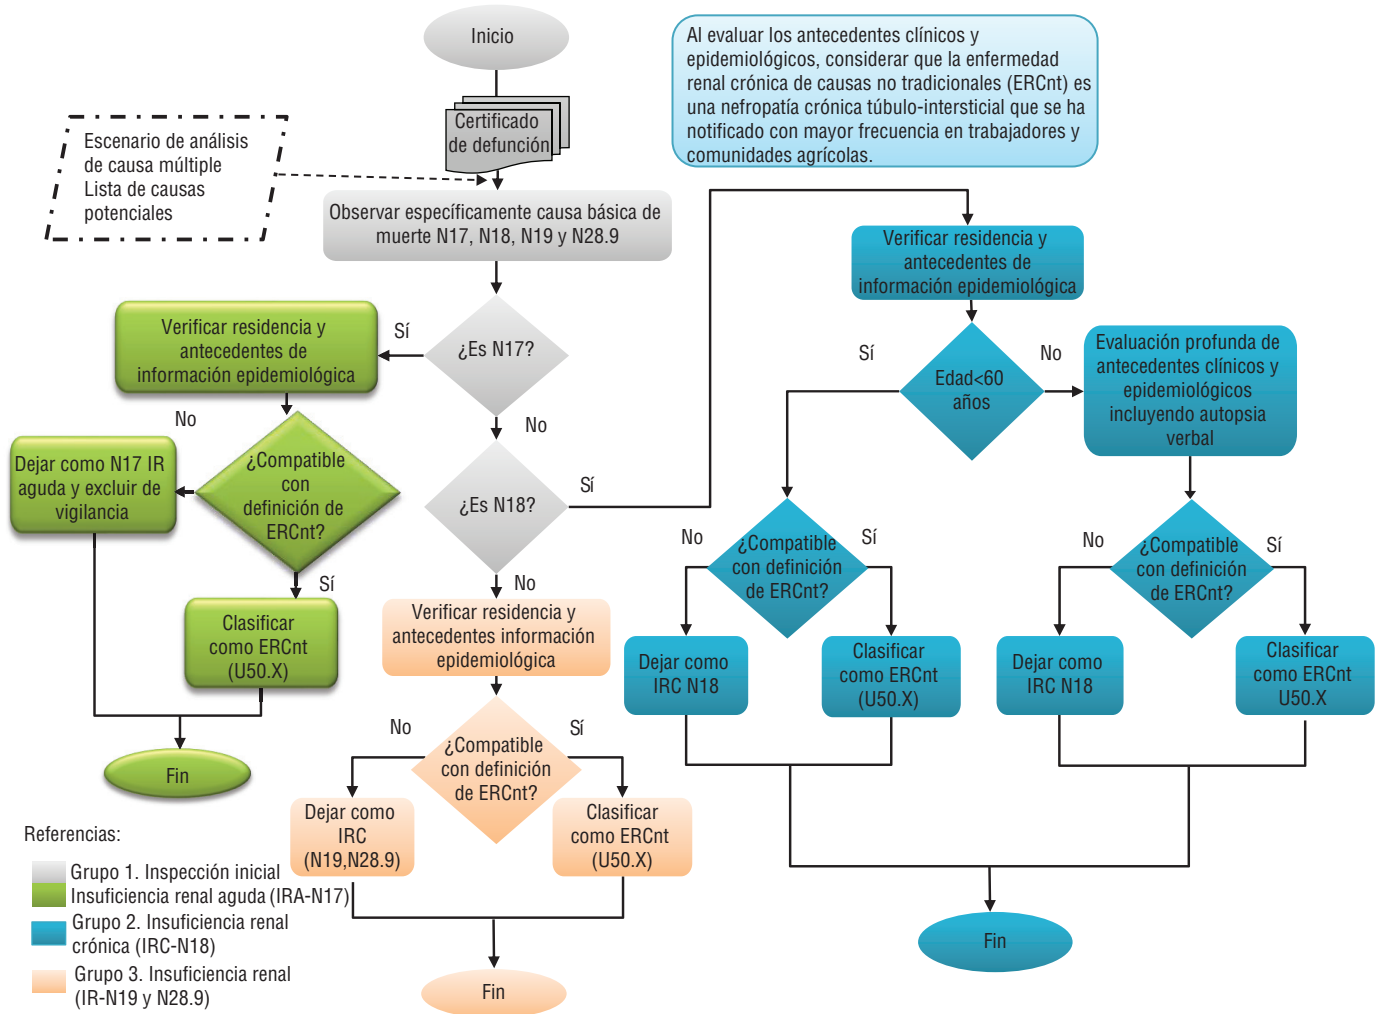 Inicio
Certificado
de defunción
Escenario de análisis
de causa múltiple
Lista de causas
potenciales
Observar específicamente causa básica de
muerte N17, N18, N19 y N28.9
Al evaluar los antecedentes clínicos y
epidemiológicos, considerar que la enfermedad
renal crónica de causas no tradicionales (ERCnt) es
una nefropatía crónica túbulo-intersticial que se ha
notificado con mayor frecuencia en trabajadores y
comunidades agrícolas.
¿Es N17?
Sí
No
Verificar residencia y
antecedentes de
información epidemiológica
¿Compatible
con
definición de
ERCnt?
No
Sí
Dejar como N17 IR
aguda y excluir de
vigilancia
Clasificar
como ERCnt
(U50.X)
Fin
¿Es N18?
Sí
No
Verificar residencia y
antecedentes información
epidemiológica
¿Compatible
con definición
de ERCnt?
No
Sí
Dejar como
IRC
(N19,N28.9)
Clasificar
como ERCnt
(U50.X)
Fin
Verificar residencia y
antecedentes de
información epidemiológica
Edad<60
años
Sí
No
Evaluación profunda de
antecedentes clínicos y
epidemiológicos
incluyendo autopsia
verbal
¿Compatible
con definición
de ERCnt?
No
Sí
Dejar como
IRC N18
Clasificar
como ERCnt
(U50.X)
¿Compatible
con definición
de ERCnt?
No
Sí
Dejar como
IRC N18
Clasificar
como ERCnt
U50.X
Fin
Referencias:
Grupo 1. Inspección inicial
Insuficiencia renal aguda (IRA-N17)
Grupo 2. Insuficiencia renal
crónica (IRC-N18)
Grupo 3. Insuficiencia renal
(IR-N19 y N28.9)